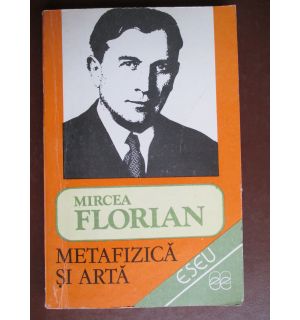 MIRCEA
FLORIAN
METAFIZICĂ
ȘI ARTĂ
ESEU